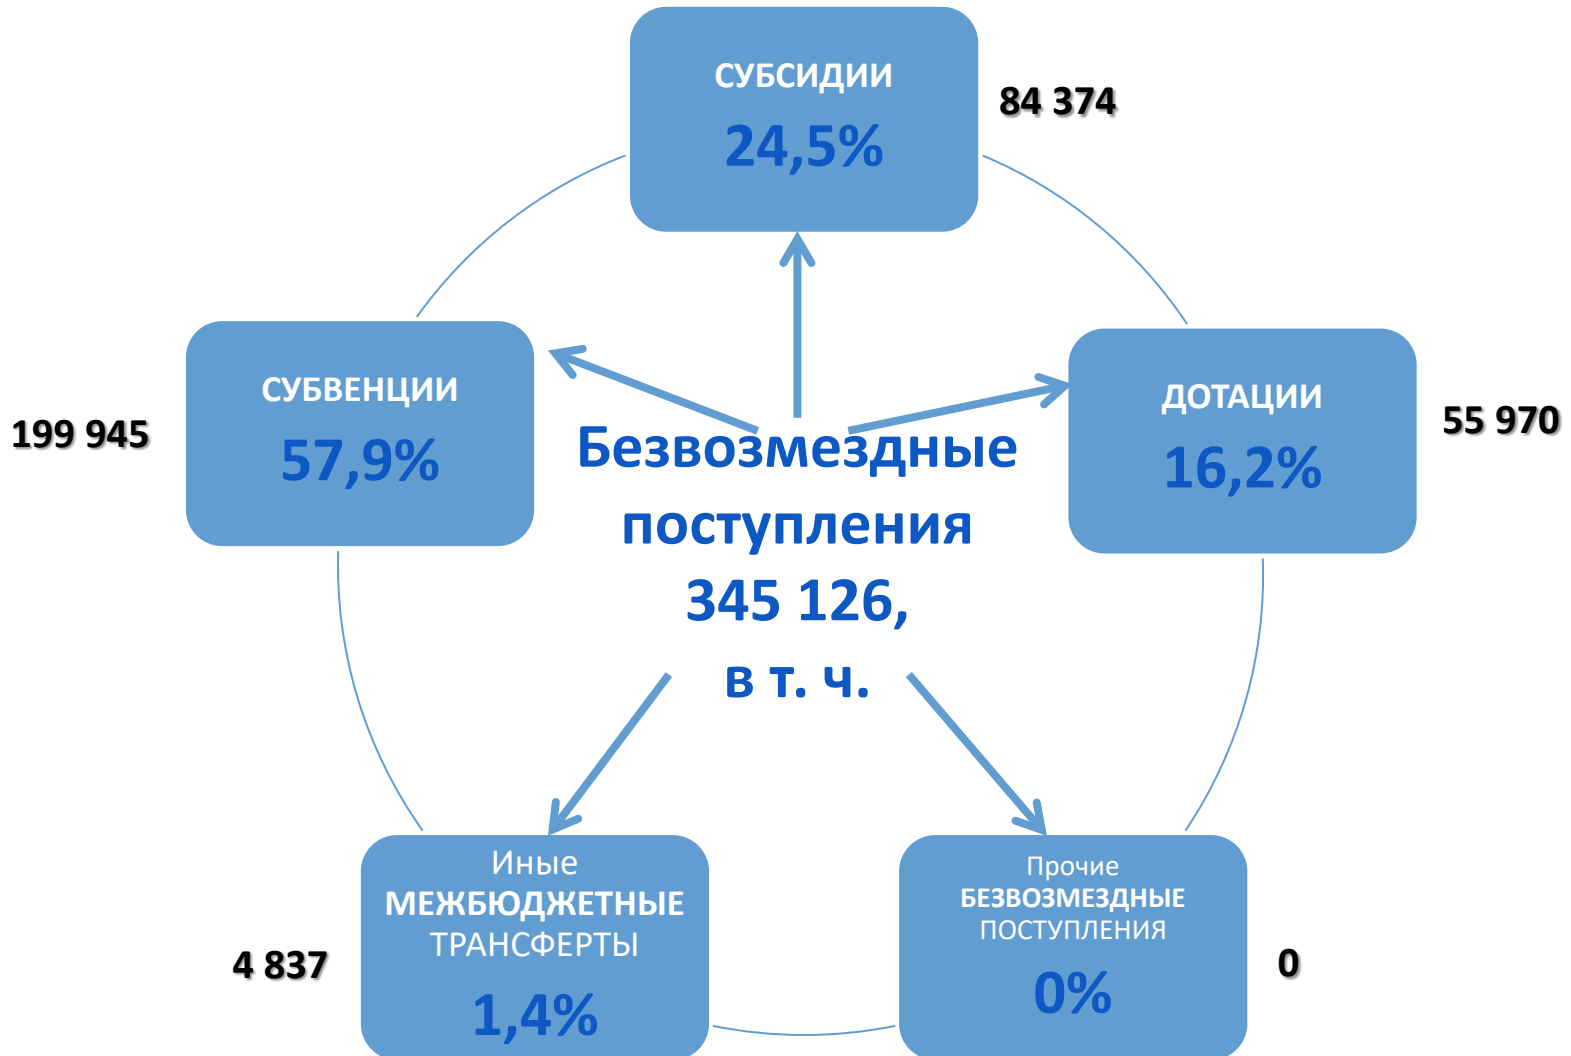 СУБСИДИИ
24,5%
84 374
СУБВЕНЦИИ
57,9%
199 945
ДОТАЦИИ
16,2%
55 970
Безвозмездные
поступления
345 126,
в т. ч.
Иные
МЕЖБЮДЖЕТНЫЕ
ТРАНСФЕРТЫ
1,4%
4 837
Прочие
БЕЗВОЗМЕЗДНЫЕ
ПОСТУПЛЕНИЯ
0%
0